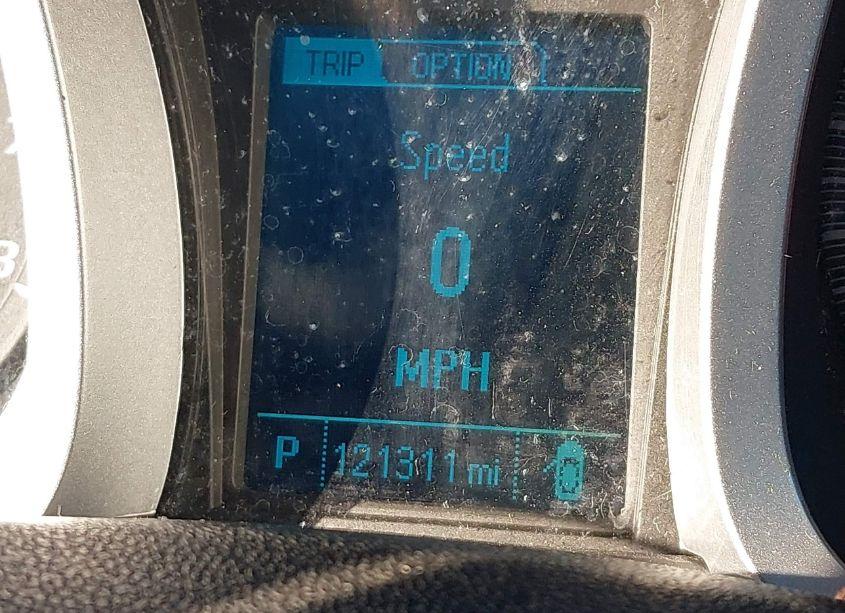 TRIP OPTION
Speed
0
MPH
P 121311 mi